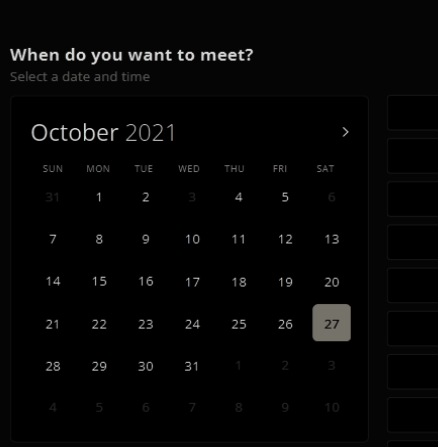 When do you want to meet?
Select a date and time
October 2021 >
SUN MON TUE WED THU FRI SAT
31 1 2 3 4 5 6
7 8 9 10 11 12 13
14 15 16 17 18 19 20
21 22 23 24 25 26 27
28 29 30 31 1 2 3
4 5 6 7 8 9 10